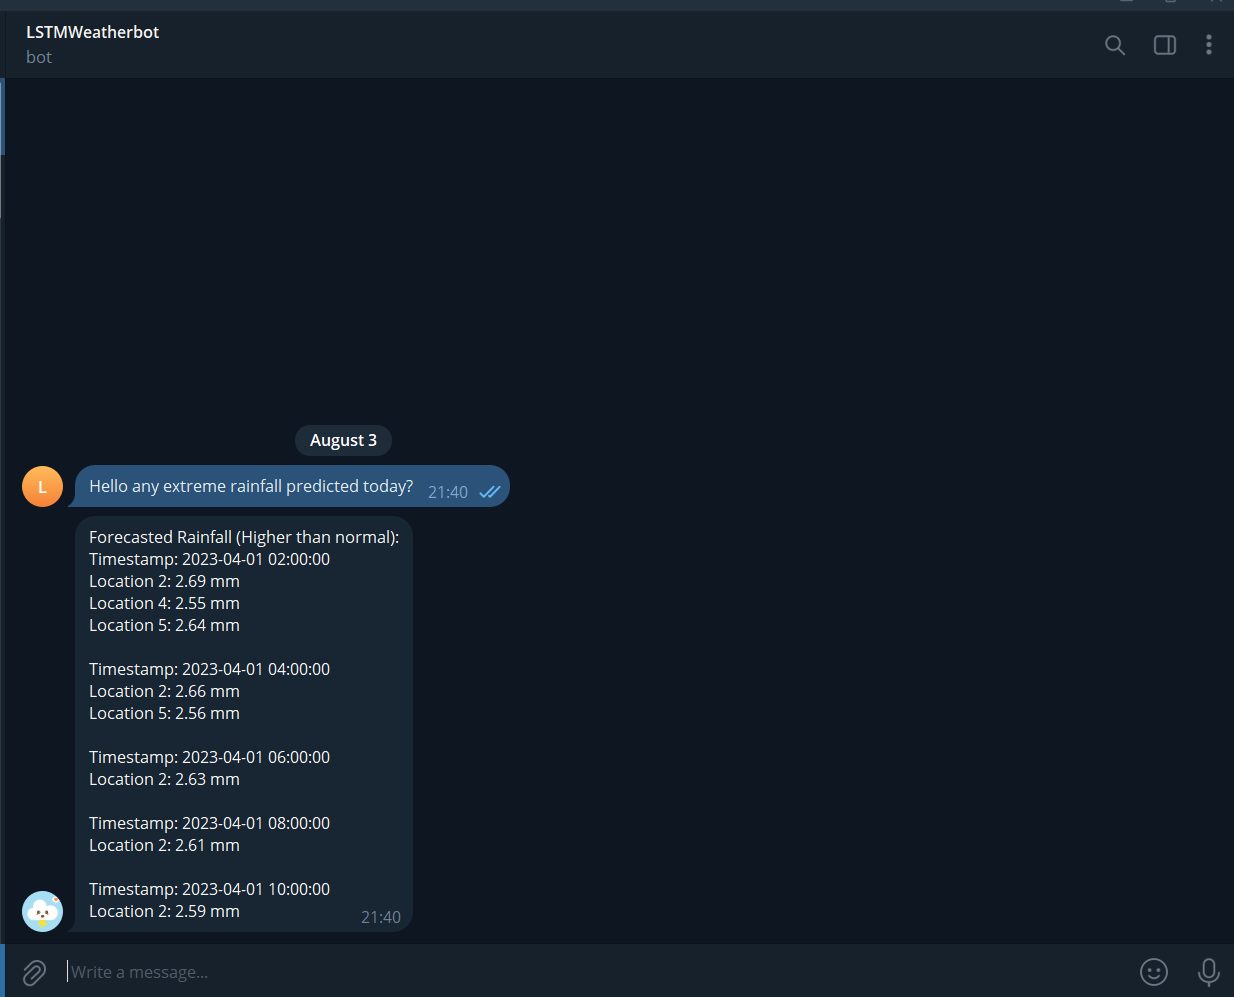 LSTMWeatherbot
bot
August 3
L
Hello any extreme rainfall predicted today? 21:40
Forecasted Rainfall (Higher than normal):
Timestamp: 2023-04-01 02:00:00
Location 2: 2.69 mm
Location 4: 2.55 mm
Location 5: 2.64 mm
Timestamp: 2023-04-01 04:00:00
Location 2: 2.66 mm
Location 5: 2.56 mm
Timestamp: 2023-04-01 06:00:00
Location 2: 2.63 mm
Timestamp: 2023-04-01 08:00:00
Location 2: 2.61 mm
Timestamp: 2023-04-01 10:00:00
Location 2: 2.59 mm
21:40
Write a message...